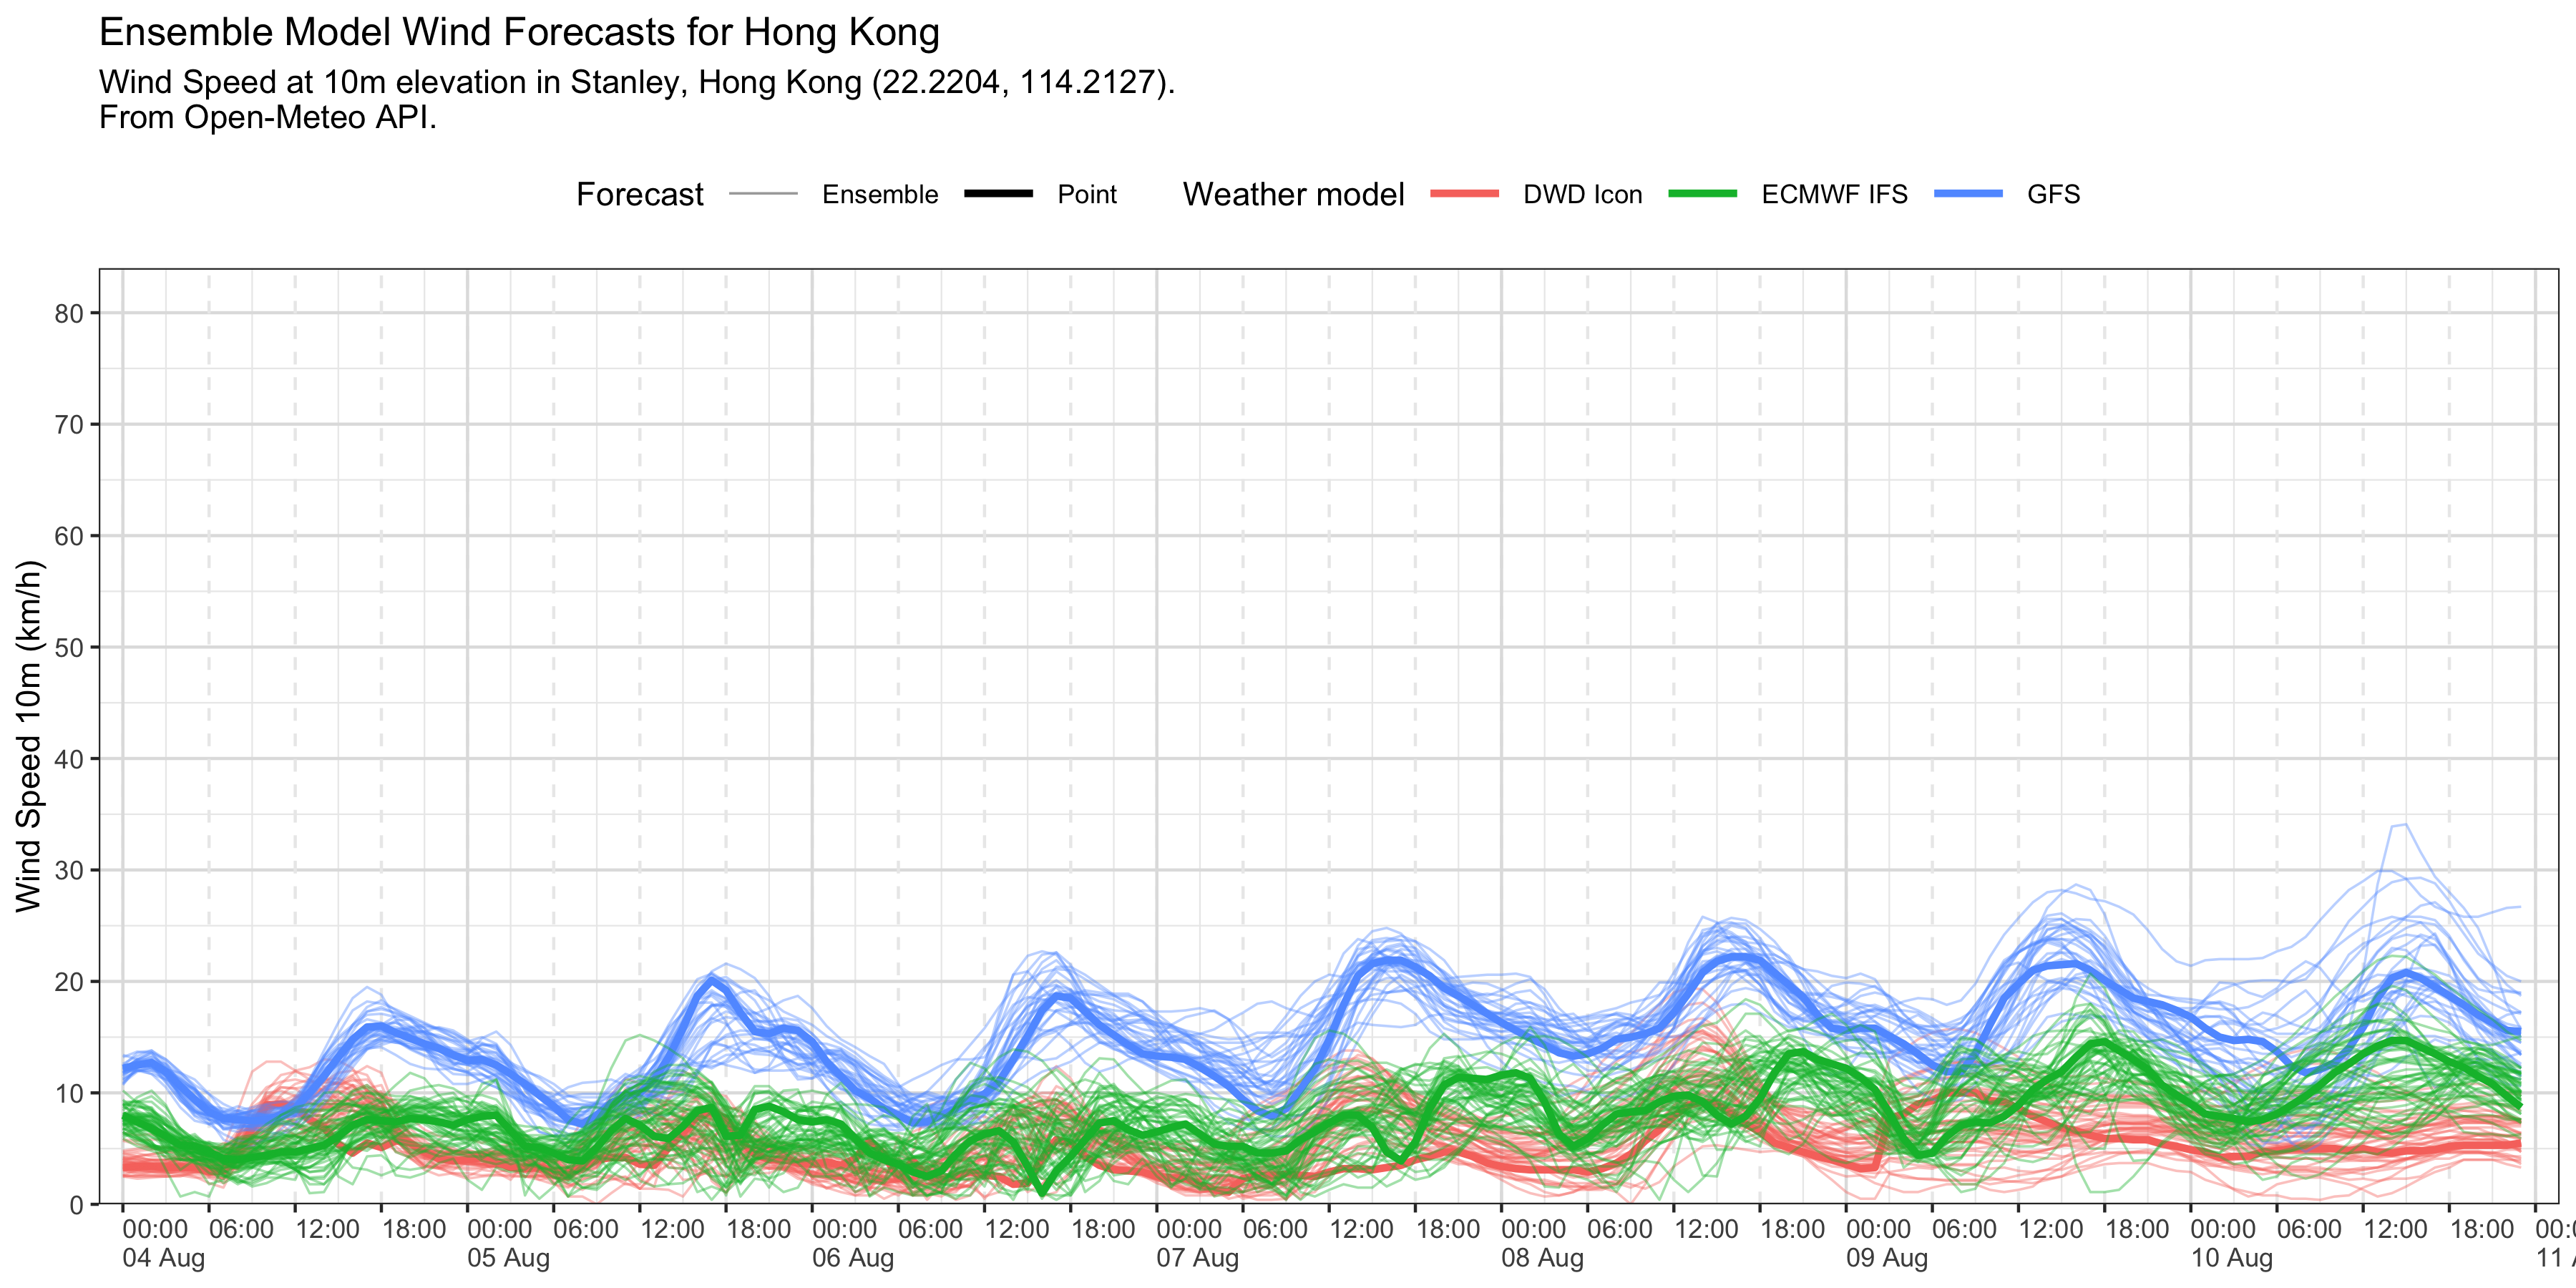 Ensemble Model Wind Forecasts for Hong Kong
Wind Speed at 10m elevation in Stanley, Hong Kong (22.2204, 114.2127).
From Open-Meteo API.
Forecast Ensemble Point Weather model DWD Icon ECMWF IFS GFS
Wind Speed 10m (km/h)
80
70
60
50
40
30
20
10
0
00:00 06:00 12:00 18:00 00:00 06:00 12:00 18:00 00:00 06:00 12:00 18:00 00:00 06:00 12:00 18:00 00:00 06:00 12:00 18:00 00:00 06:00 12:00 18:00 00:00 06:00 12:00 18:00
04 Aug 05 Aug 06 Aug 07 Aug 08 Aug 09 Aug 10 Aug 11